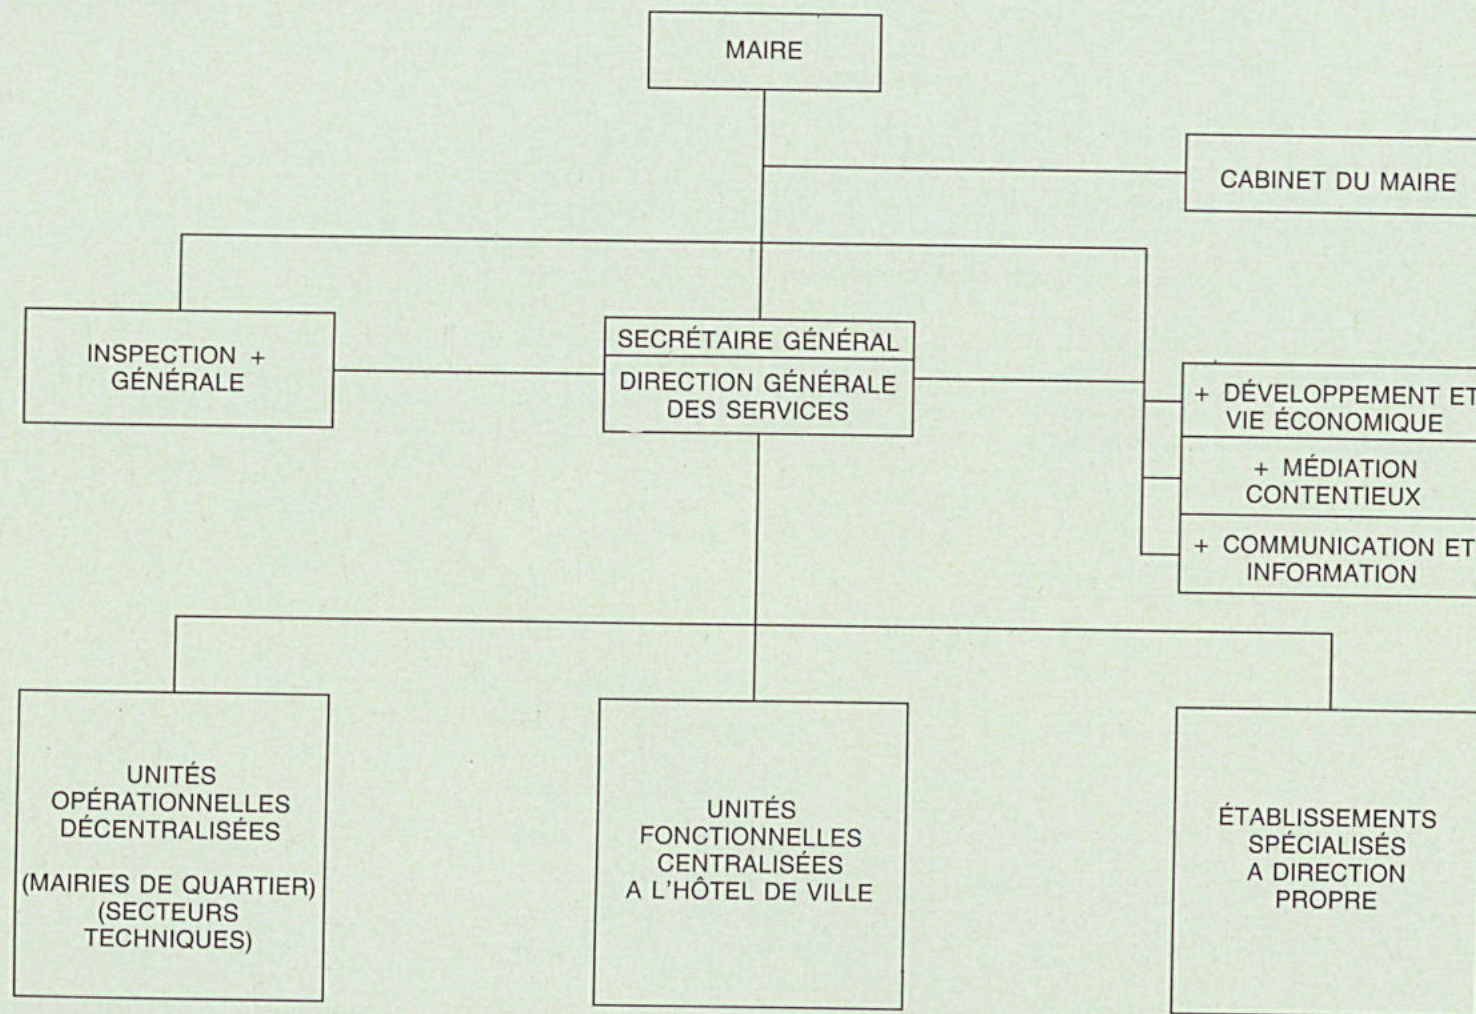 MAIRE
CABINET DU MAIRE
INSPECTION +
GÉNÉRALE
SECRÉTAIRE GÉNÉRAL
DIRECTION GÉNÉRALE
DES SERVICES
+ DÉVELOPPEMENT ET
VIE ÉCONOMIQUE
+ MÉDIATION
CONTENTIEUX
+ COMMUNICATION ET
INFORMATION
UNITÉS
OPÉRATIONNELLES
DÉCENTRALISÉES
(MAIRIES DE QUARTIER)
(SECTEURS
TECHNIQUES)
UNITÉS
FONCTIONNELLES
CENTRALISÉES
A L'HÔTEL DE VILLE
ÉTABLISSEMENTS
SPÉCIALISÉS
A DIRECTION
PROPRE